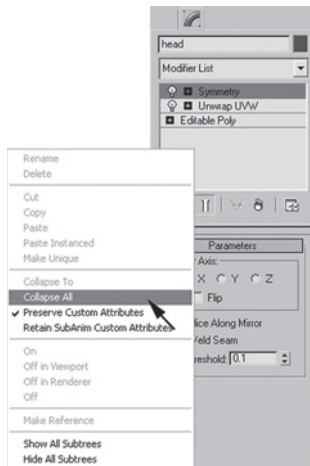 head
Modifier List
Symmetry
Unwrap UVW
Editable Poly
Rename
Delete
Cut
Copy
Paste
Paste Instanced
Make Unique
Collapse To
Collapse All
Preserve Custom Attributes
Retain SubAnim Custom Attributes
On
Off in Viewport
Off in Renderer
Off
Make Reference
Show All Subtrees
Hide All Subtrees
Parameters
Axis:
X Y Z
Flip
lice Along Mirror
Weld Seam
reshold: 0.1